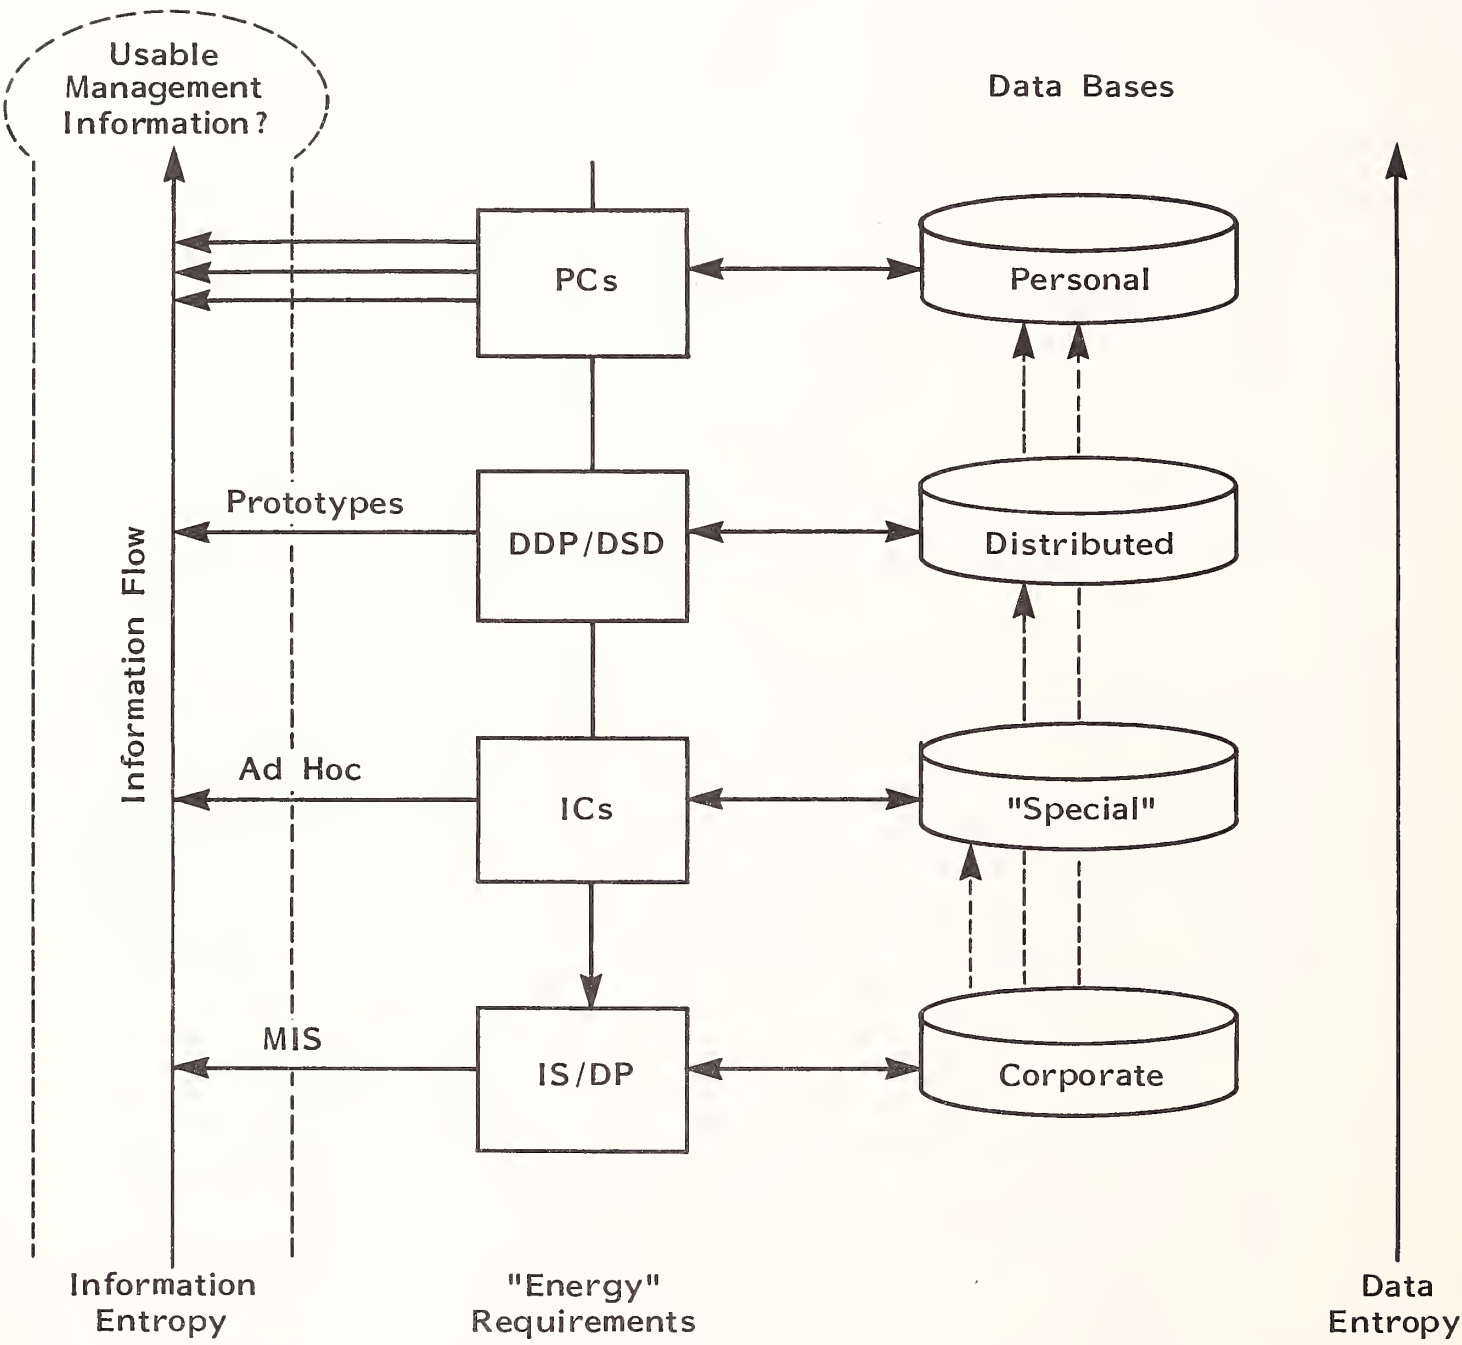 Usable
Management
Information?
Data Bases
PCs
Personal
Prototypes
DDP/DSD
Distributed
Information Flow
Ad Hoc
ICs
"Special"
MIS
IS/DP
Corporate
Information
Entropy
"Energy"
Requirements
Data
Entropy